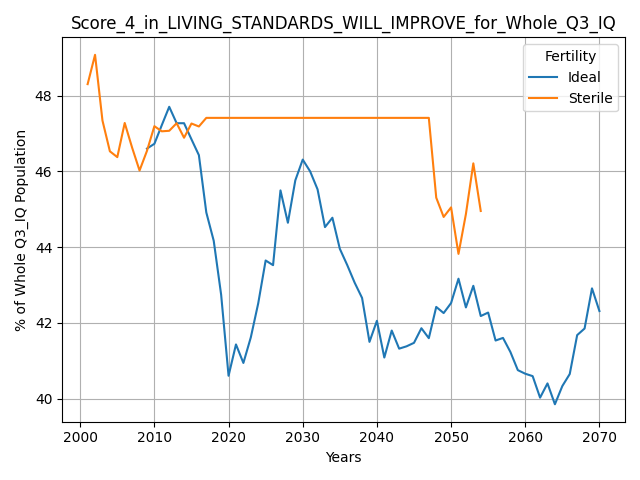 Score_4_in_LIVING_STANDARDS_WILL_IMPROVE_for_Whole_Q3_IQ
Fertility
Ideal
Sterile
% of Whole Q3_IQ Population
48
46
44
42
40
2000 2010 2020 2030 2040 2050 2060 2070
Years